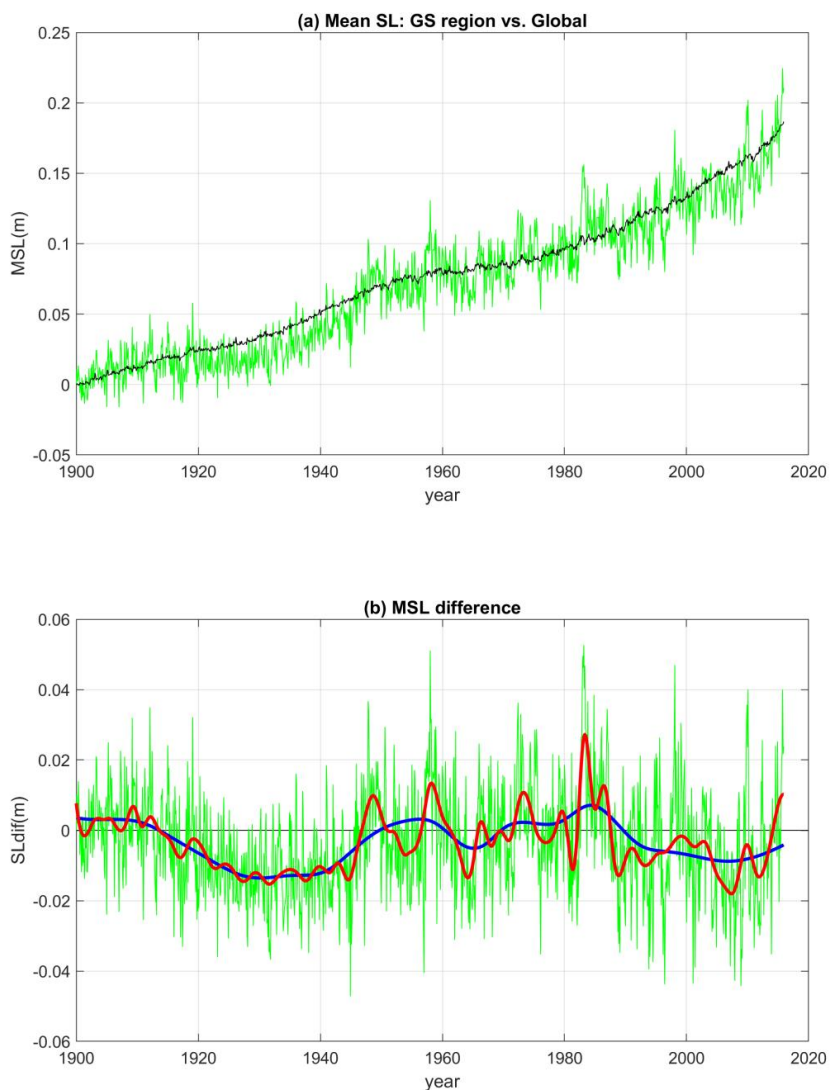 (a) Mean SL: GS region vs. Global
0.25
0.2
0.15
0.1
0.05
0
-0.05
MSL(m)
1900 1920 1940 1960 1980 2000 2020
year
(b) MSL difference
0.06
0.04
0.02
0
-0.02
-0.04
-0.06
SLdif(m)
1900 1920 1940 1960 1980 2000 2020
year